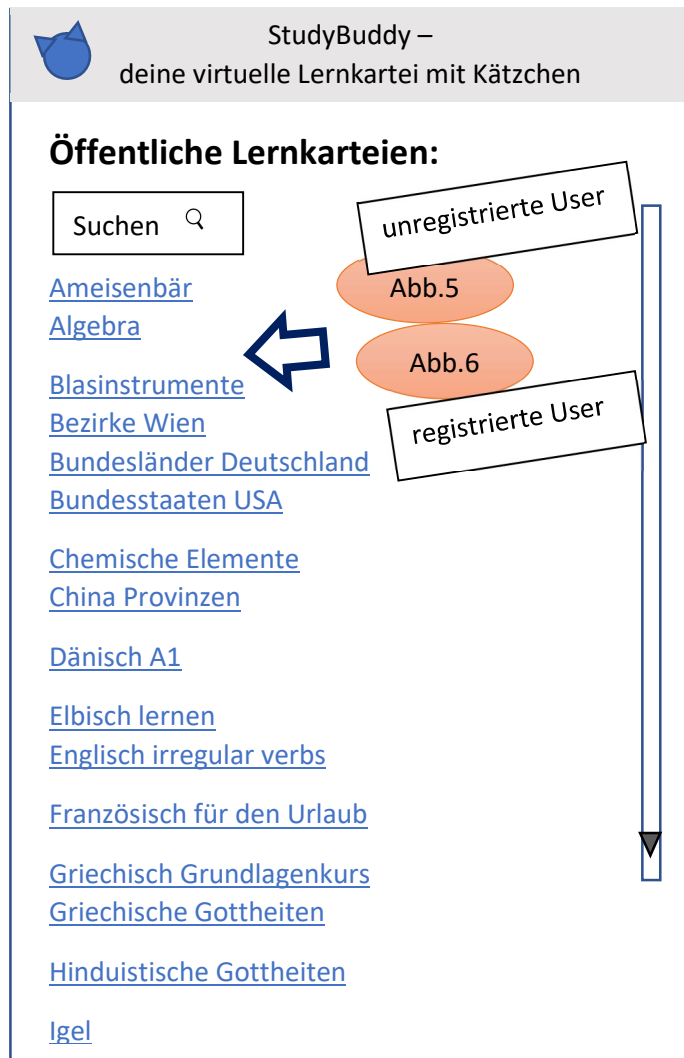 StudyBuddy –
deine virtuelle Lernkartei mit Kätzchen
Öffentliche Lernkarteien:
Suchen
unregistrierte User
Abb.5
Abb.6
registrierte User
Ameisenbär
Algebra
Blasinstrumente
Bezirke Wien
Bundesländer Deutschland
Bundesstaaten USA
Chemische Elemente
China Provinzen
Dänisch A1
Elbisch lernen
Englisch irregular verbs
Französisch für den Urlaub
Griechisch Grundlagenkurs
Griechische Gottheiten
Hinduistische Gottheiten
Igel